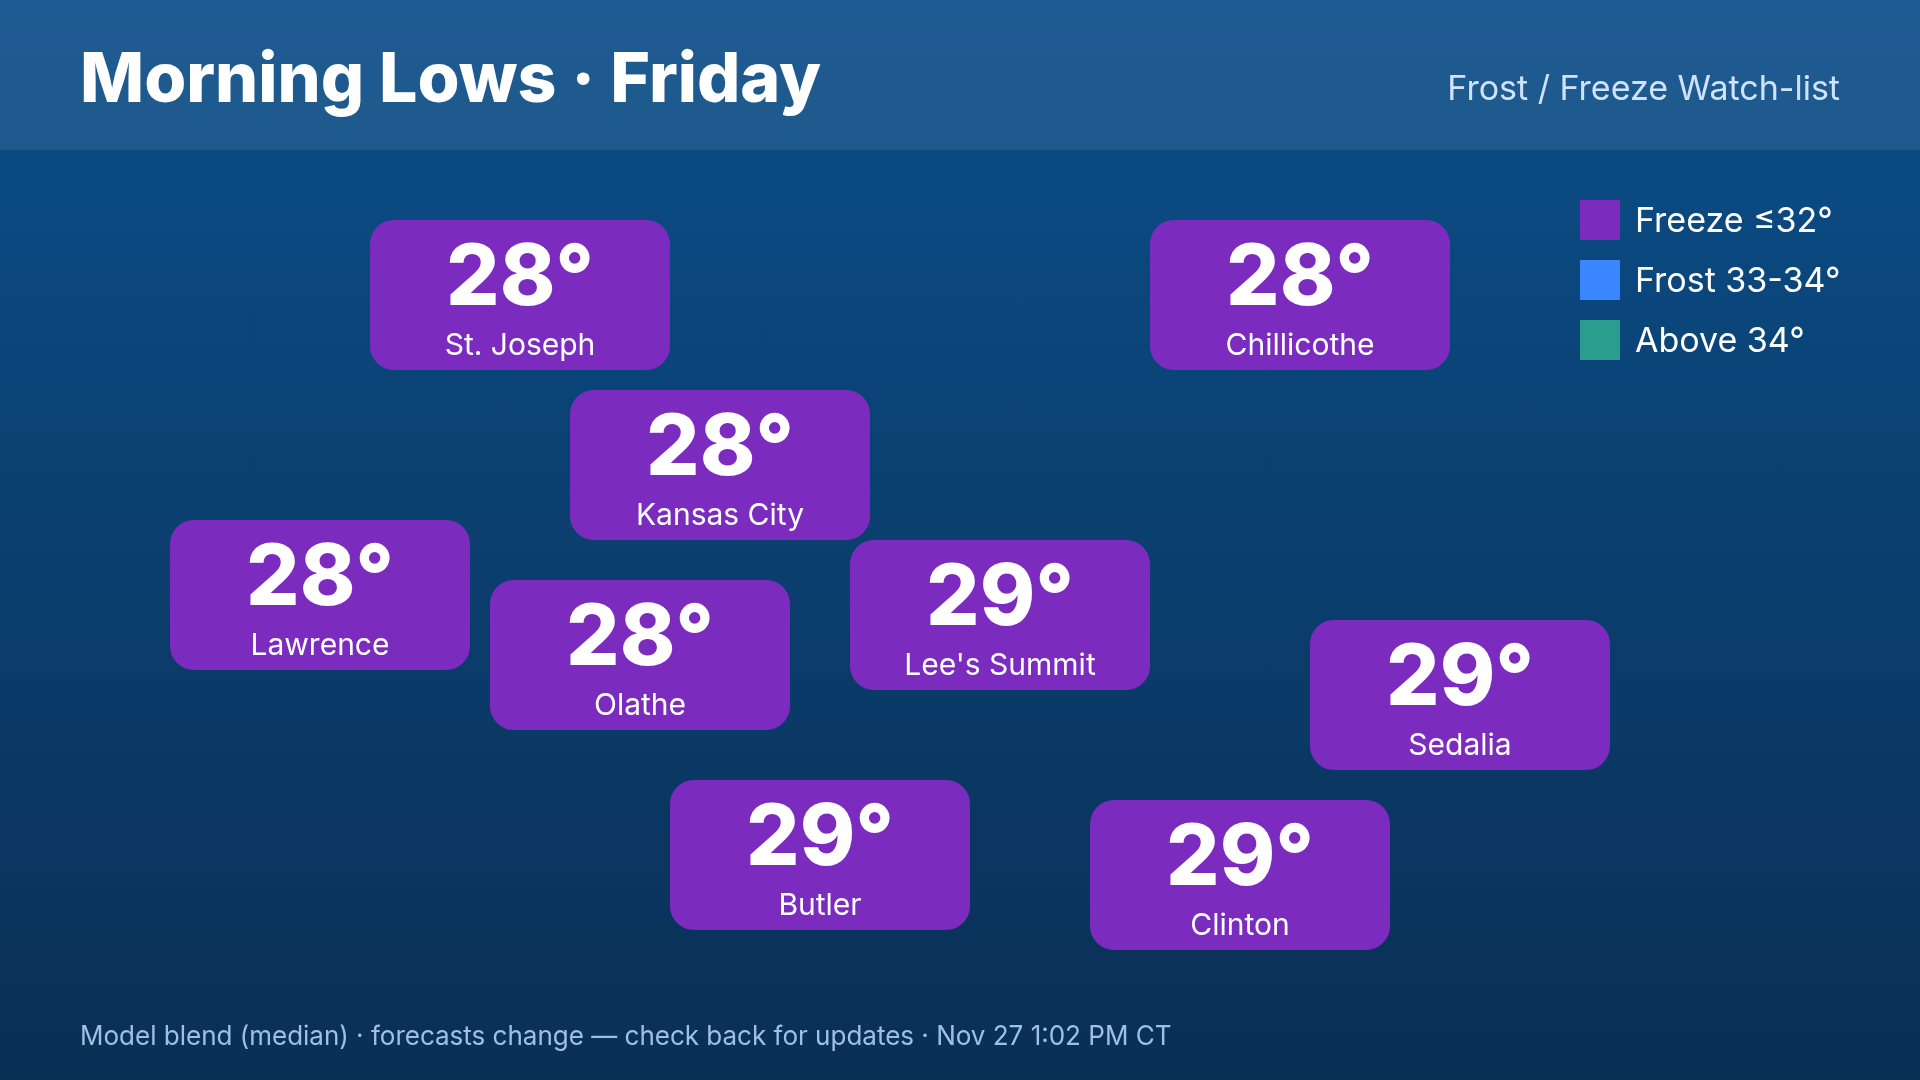 Morning Lows · Friday
Frost / Freeze Watch-list
Freeze ≤32°
Frost 33-34°
Above 34°
28°
St. Joseph
28°
Chillicothe
28°
Kansas City
28°
Lawrence
28°
Olathe
29°
Lee's Summit
29°
Sedalia
29°
Butler
29°
Clinton
Model blend (median) · forecasts change — check back for updates · Nov 27 1:02 PM CT